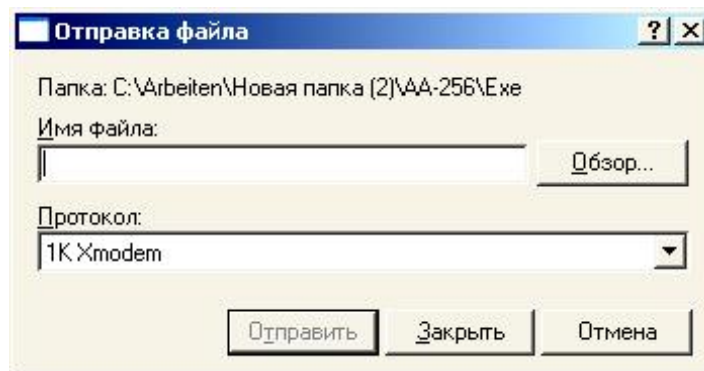 Отправка файла
Папка: C:\Arbeiten\Новая папка (2)\AA-256\Exe
Имя файла:
Обзор...
Протокол:
1K Xmodem
Отправить Закрыть Отмена